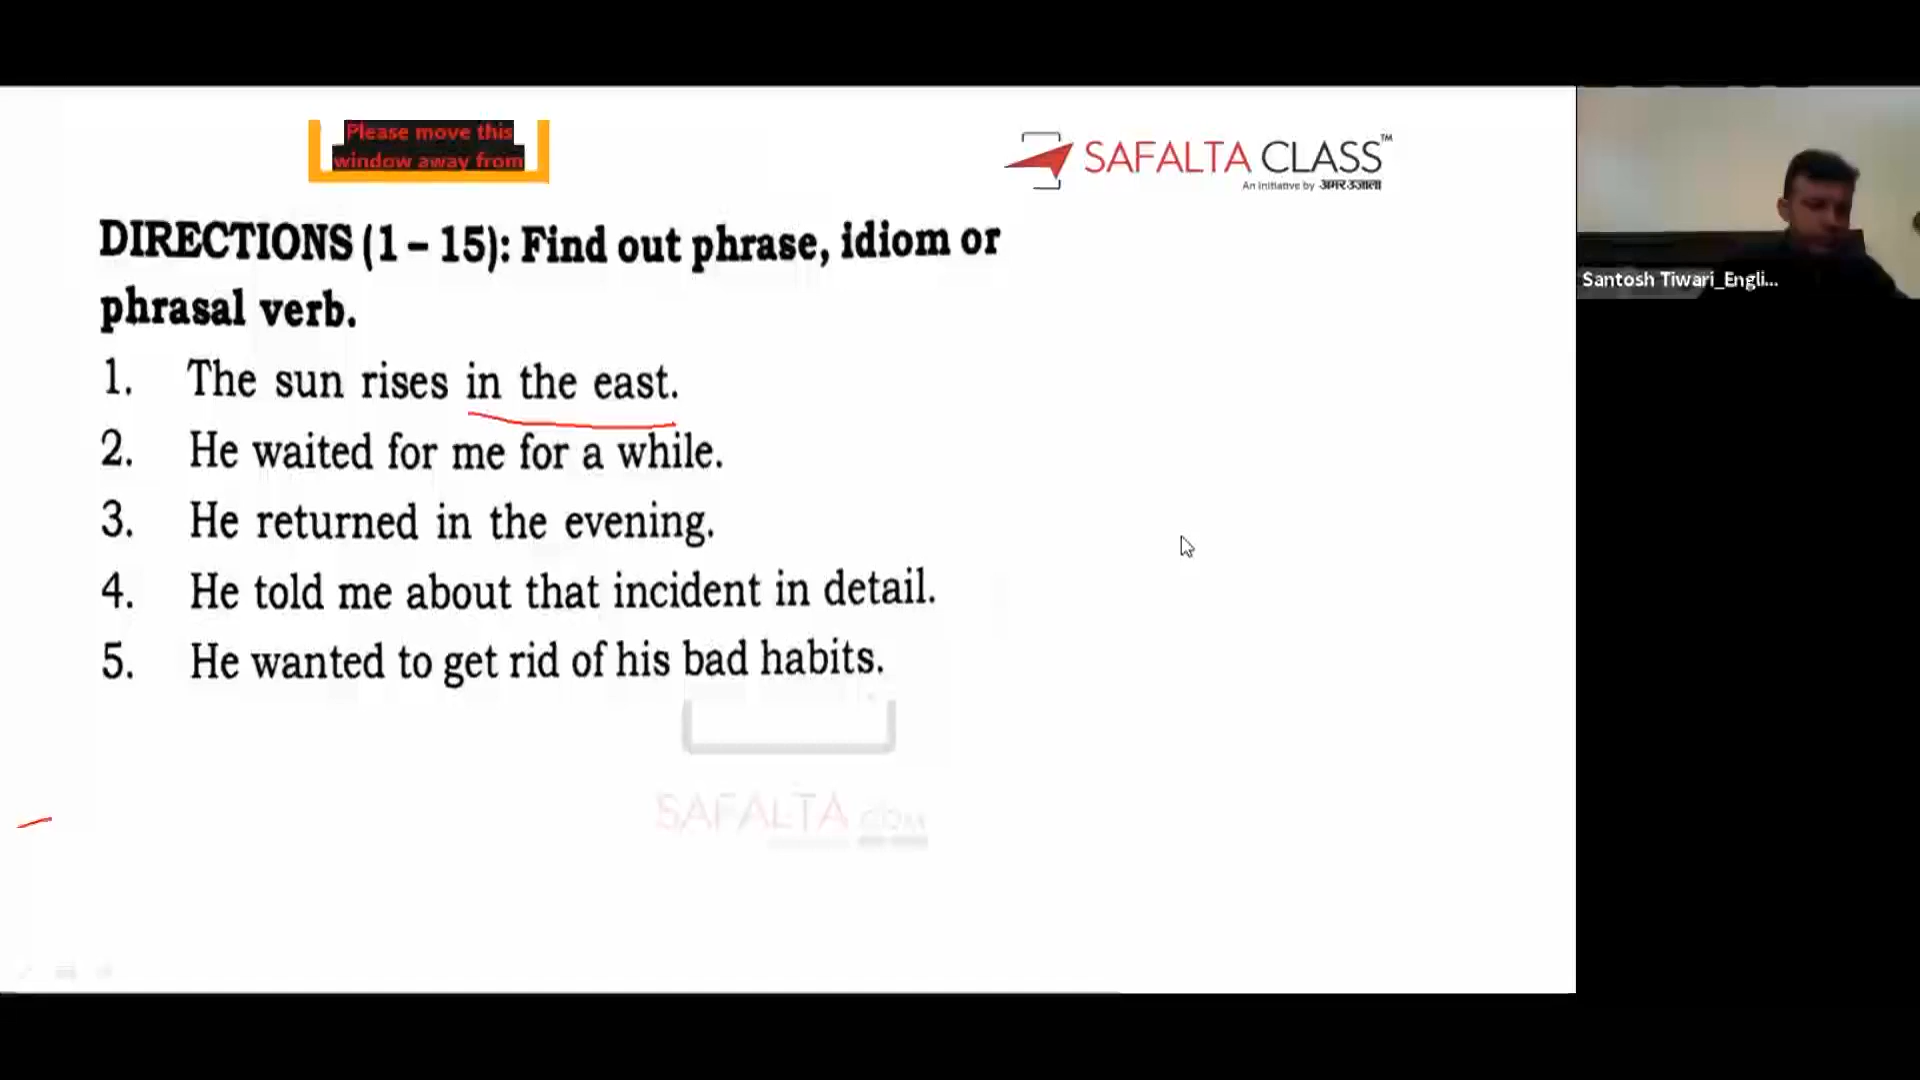 Please move this
window away from
SAFALTA CLASS™
An initiative by अमर उजाला
DIRECTIONS (1 – 15): Find out phrase, idiom or
phrasal verb.
1. The sun rises in the east.
2. He waited for me for a while.
3. He returned in the evening.
4. He told me about that incident in detail.
5. He wanted to get rid of his bad habits.
SAFALTA.COM
Santosh Tiwari_Engli...